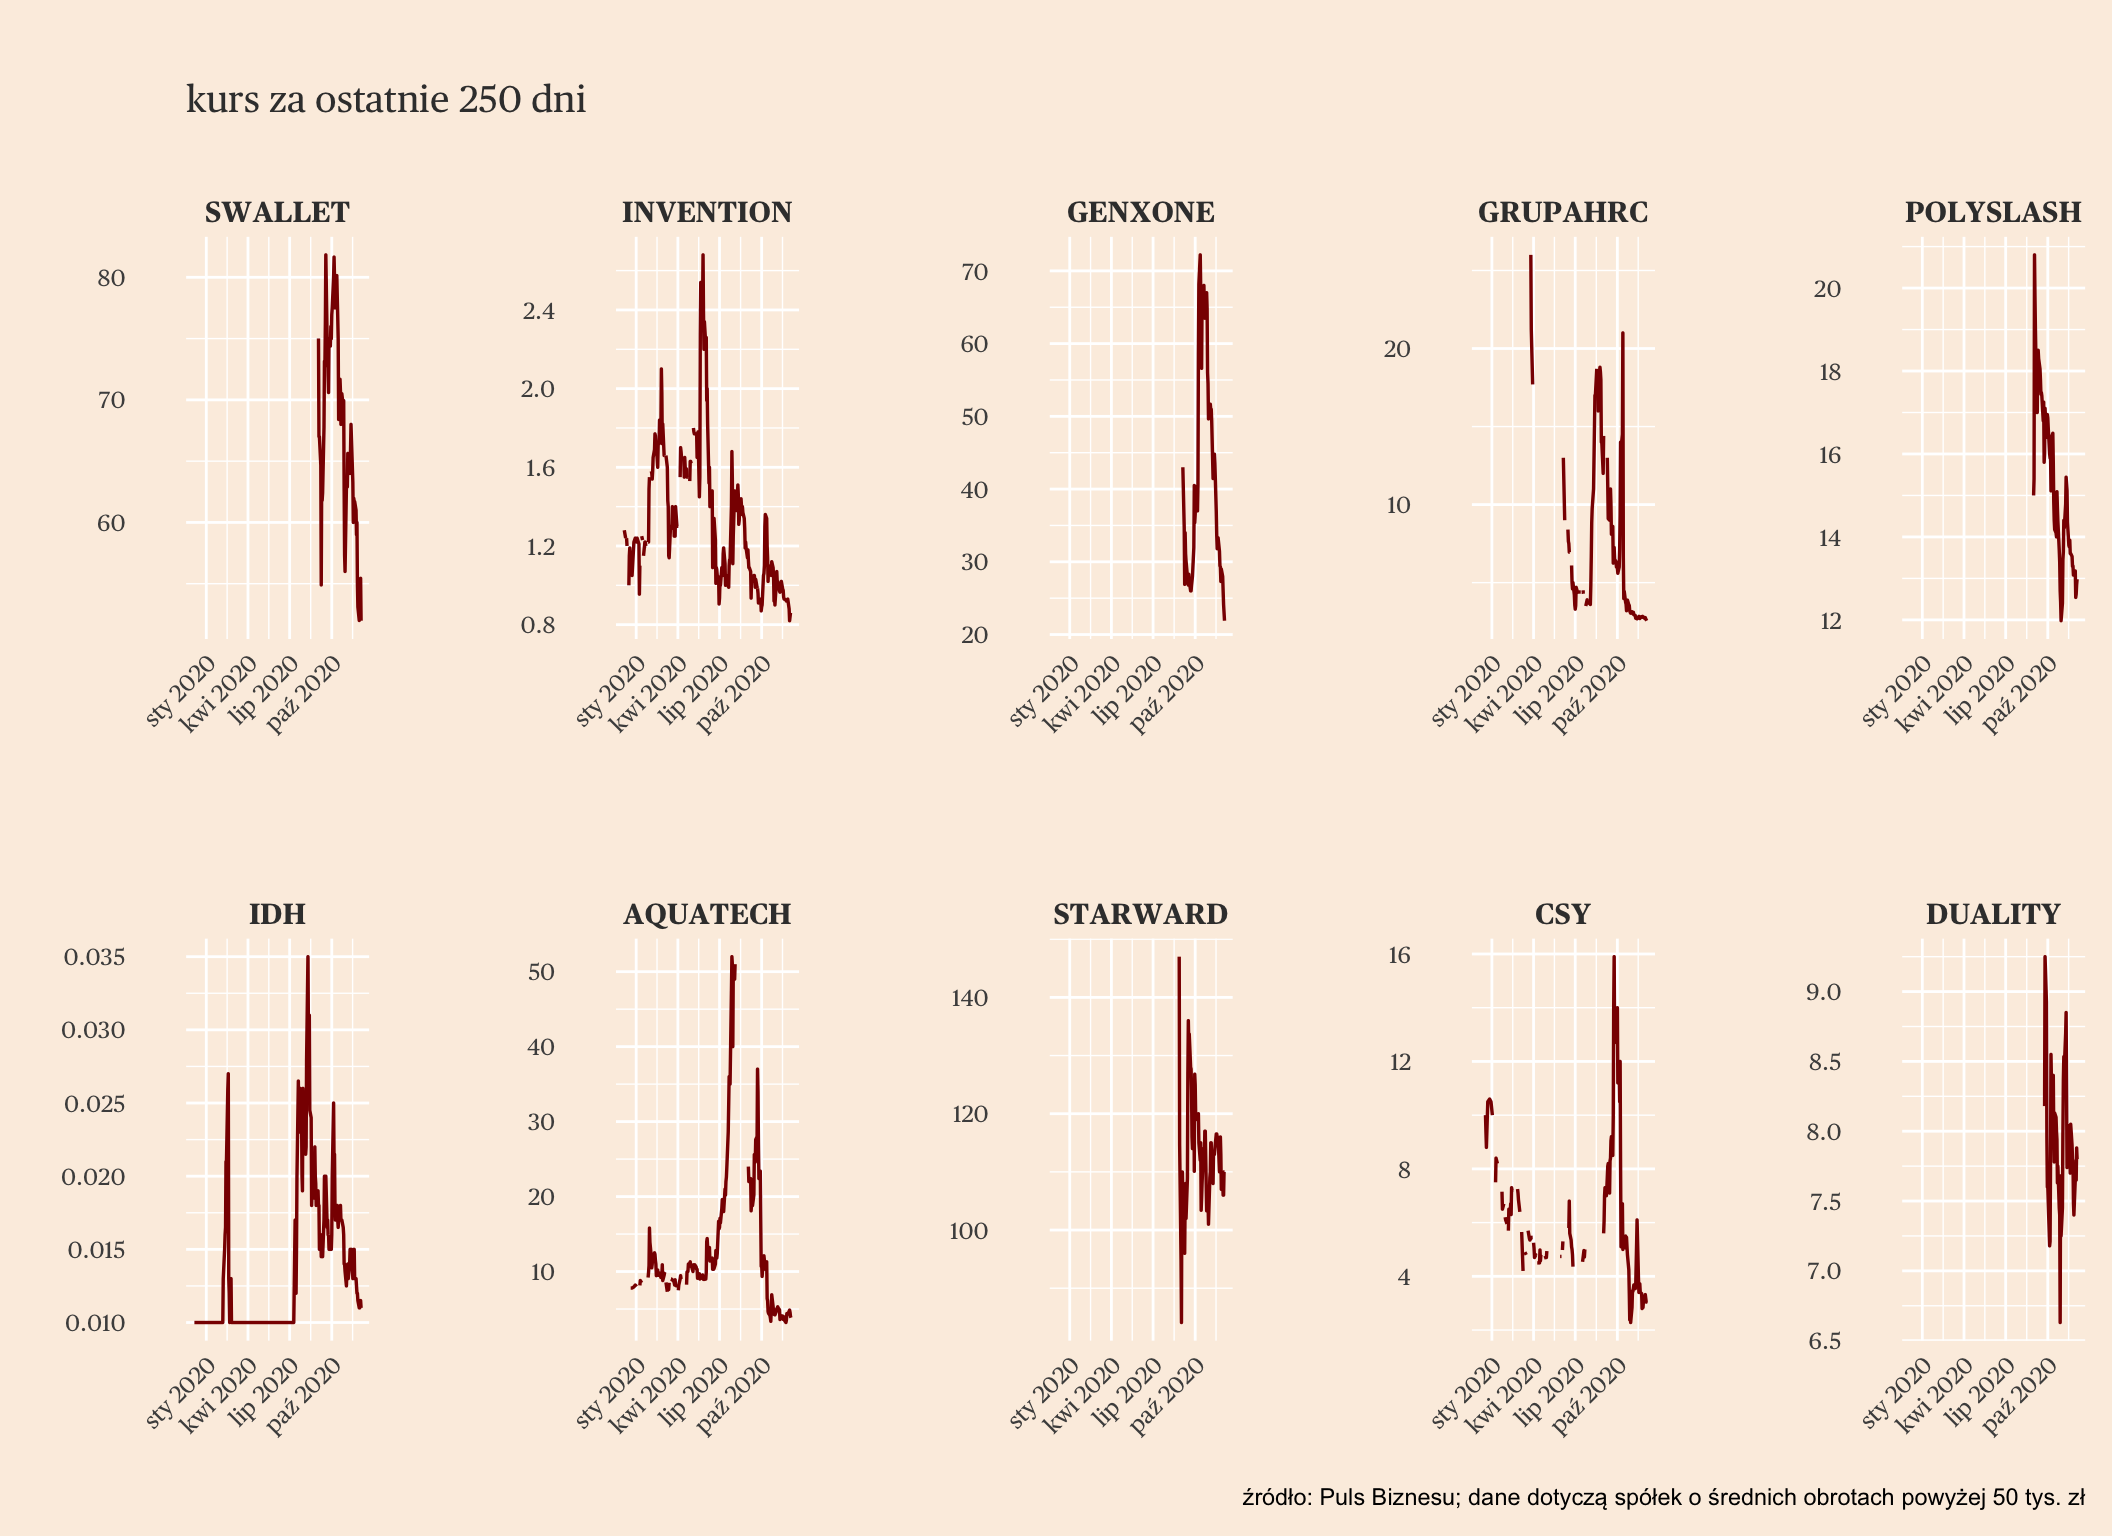 kurs za ostatnie 250 dni
SWALLET
INVENTION
GENXONE
GRUPAHRC
POLYSLASH
80
70
60
2.4
2.0
1.6
1.2
0.8
70
60
50
40
30
20
20
10
20
18
16
14
12
sty 2020
kwi 2020
lip 2020
paź 2020
sty 2020
kwi 2020
lip 2020
paź 2020
sty 2020
kwi 2020
lip 2020
paź 2020
sty 2020
kwi 2020
lip 2020
paź 2020
sty 2020
kwi 2020
lip 2020
paź 2020
IDH
AQUATECH
STARWARD
CSY
DUALITY
0.035
0.030
0.025
0.020
0.015
0.010
50
40
30
20
10
140
120
100
16
12
8
4
9.0
8.5
8.0
7.5
7.0
6.5
sty 2020
kwi 2020
lip 2020
paź 2020
sty 2020
kwi 2020
lip 2020
paź 2020
sty 2020
kwi 2020
lip 2020
paź 2020
sty 2020
kwi 2020
lip 2020
paź 2020
sty 2020
kwi 2020
lip 2020
paź 2020
źródło: Puls Biznesu; dane dotyczą spółek o średnich obrotach powyżej 50 tys. zł